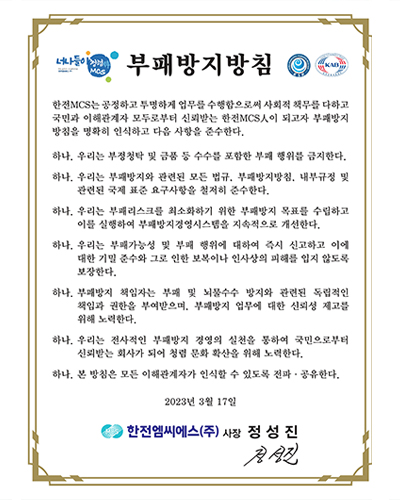 너나들이 청렴 MCS 부패방지방침 KAB
한전MCS는 공정하고 투명하게 업무를 수행함으로써 사회적 책무를 다하고
국민과 이해관계자 모두로부터 신뢰받는 한전MCS人이 되고자 부패방지
방침을 명확히 인식하고 다음 사항을 준수한다.
하나. 우리는 부정청탁 및 금품 등 수수를 포함한 부패 행위를 금지한다.
하나. 우리는 부패방지와 관련된 모든 법규, 부패방지방침, 내부규정 및
관련된 국제 표준 요구사항을 철저히 준수한다.
하나. 우리는 부패리스크를 최소화하기 위한 부패방지 목표를 수립하고
이를 실행하여 부패방지경영시스템을 지속적으로 개선한다.
하나. 우리는 부패가능성 및 부패 행위에 대하여 즉시 신고하고 이에
대한 기밀 준수와 그로 인한 보복이나 인사상의 피해를 입지 않도록
보장한다.
하나. 부패방지 책임자는 부패 및 뇌물수수 방지와 관련된 독립적인
책임과 권한을 부여받으며, 부패방지 업무에 대한 신뢰성 제고를
위해 노력한다.
하나. 우리는 전사적인 부패방지 경영의 실천을 통하여 국민으로부터
신뢰받는 회사가 되어 청렴 문화 확산을 위해 노력한다.
하나. 본 방침은 모든 이해관계자가 인식할 수 있도록 전파·공유한다.
2023년 3월 17일
한전엠씨에스(주) 사장 정성진
정성진